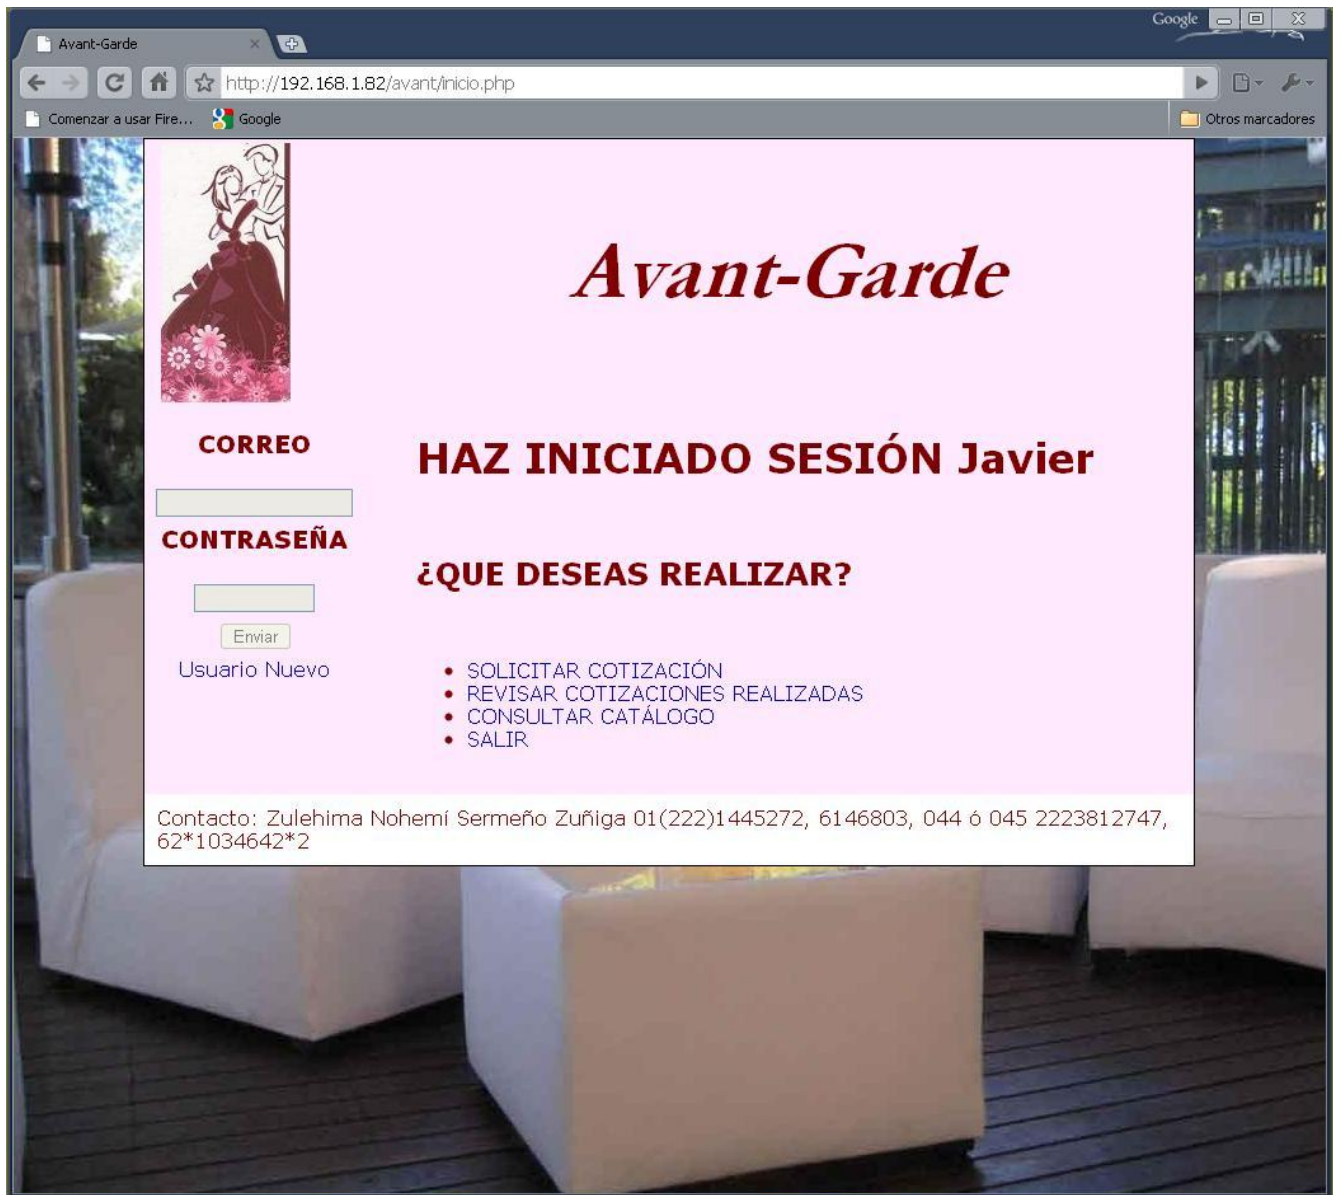 Google
Avant-Garde
http://192.168.1.82/avant/inicio.php
Comenzar a usar Fire... Google Otros marcadores
Avant-Garde
CORREO
CONTRASEÑA
Enviar
Usuario Nuevo
HAZ INICIADO SESIÓN Javier
¿QUE DESEAS REALIZAR?
SOLICITAR COTIZACIÓN
REVISAR COTIZACIONES REALIZADAS
CONSULTAR CATÁLOGO
SALIR
Contacto: Zulehima Nohemí Sermeño Zuñiga 01(222)1445272, 6146803, 044 ó 045 2223812747,
62*1034642*2